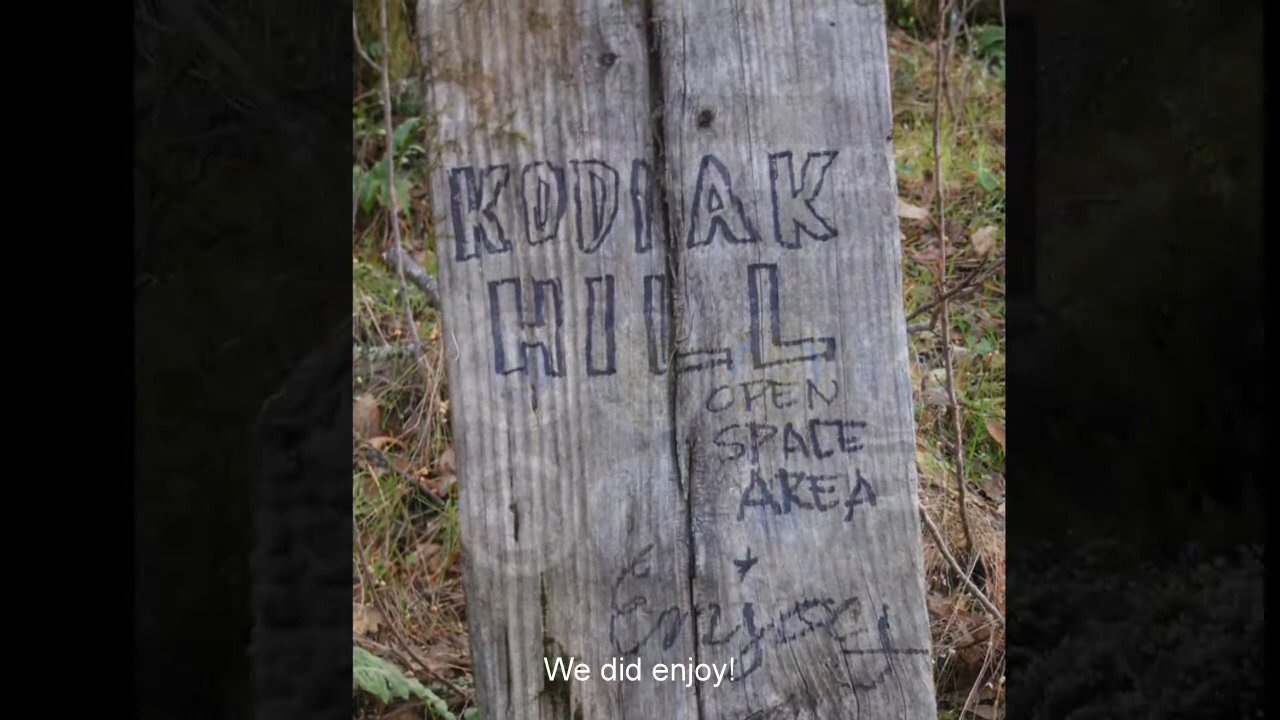 KODIAK
HILL
OPEN
SPACE
AREA
enjoy
We did enjoy!